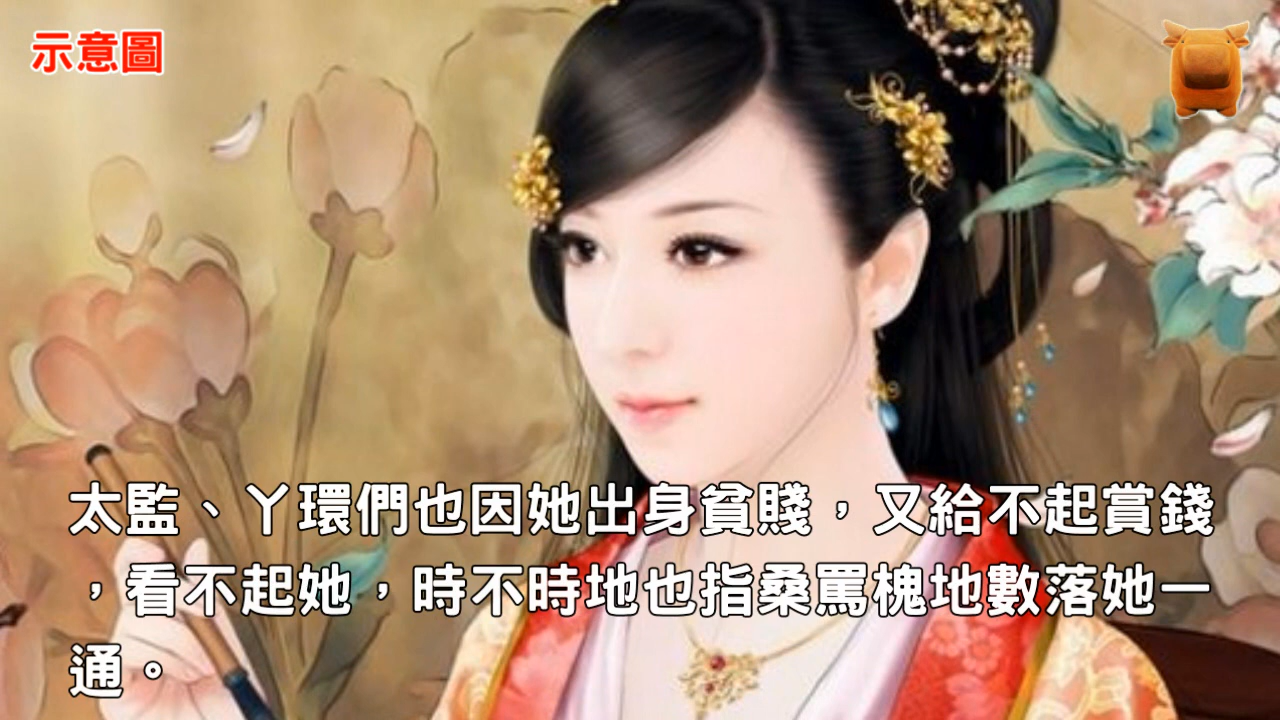 示意圖
太監、丫環們也因她出身貧賤，又給不起賞錢
，看不起她，時不時地也指桑罵槐地數落她一
通。